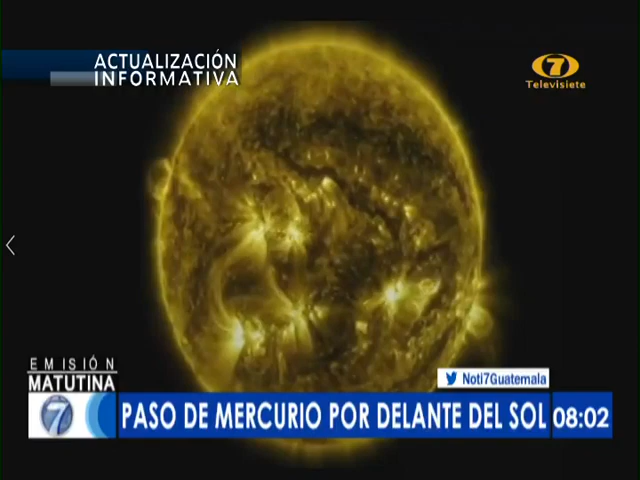 ACTUALIZACIÓN
INFORMATIVA
7
Televisiete
EMISIÓN
MATUTINA
Noti7Guatemala
7
PASO DE MERCURIO POR DELANTE DEL SOL
08:02